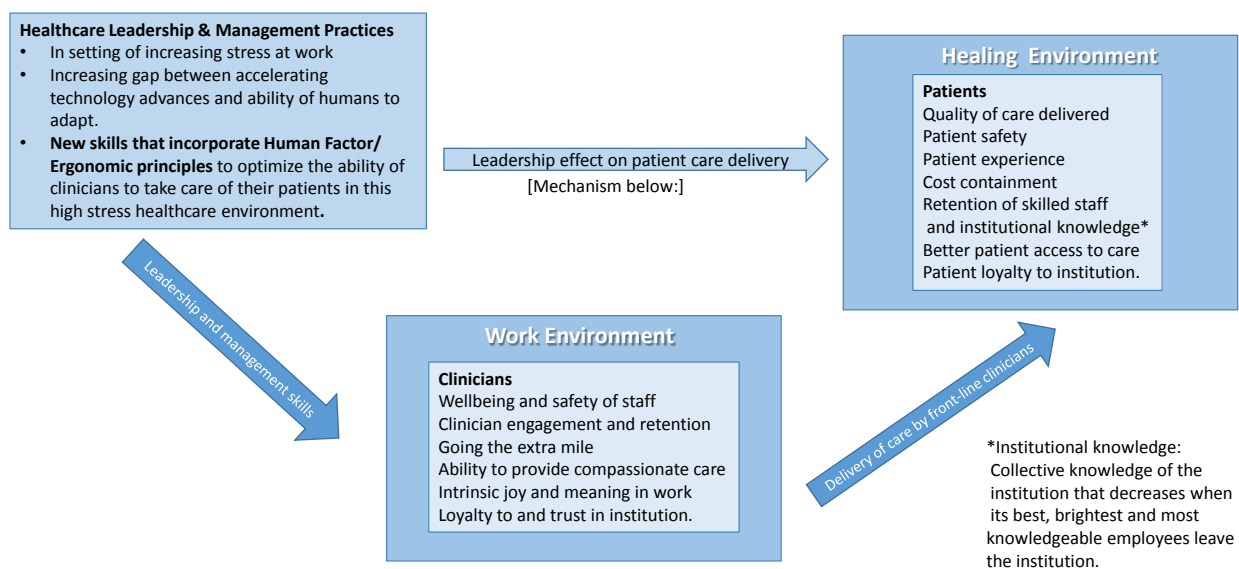 Healthcare Leadership & Management Practices
• In setting of increasing stress at work
• Increasing gap between accelerating
technology advances and ability of humans to
adapt.
• New skills that incorporate Human Factor/
Ergonomic principles to optimize the ability of
clinicians to take care of their patients in this
high stress healthcare environment.
Leadership effect on patient care delivery
[Mechanism below:]
Healing Environment
Patients
Quality of care delivered
Patient safety
Patient experience
Cost containment
Retention of skilled staff
and institutional knowledge*
Better patient access to care
Patient loyalty to institution.
Leadership and management skills
Work Environment
Clinicians
Wellbeing and safety of staff
Clinician engagement and retention
Going the extra mile
Ability to provide compassionate care
Intrinsic joy and meaning in work
Loyalty to and trust in institution.
Delivery of care by front-line clinicians
*Institutional knowledge:
Collective knowledge of the
institution that decreases when
its best, brightest and most
knowledgeable employees leave
the institution.